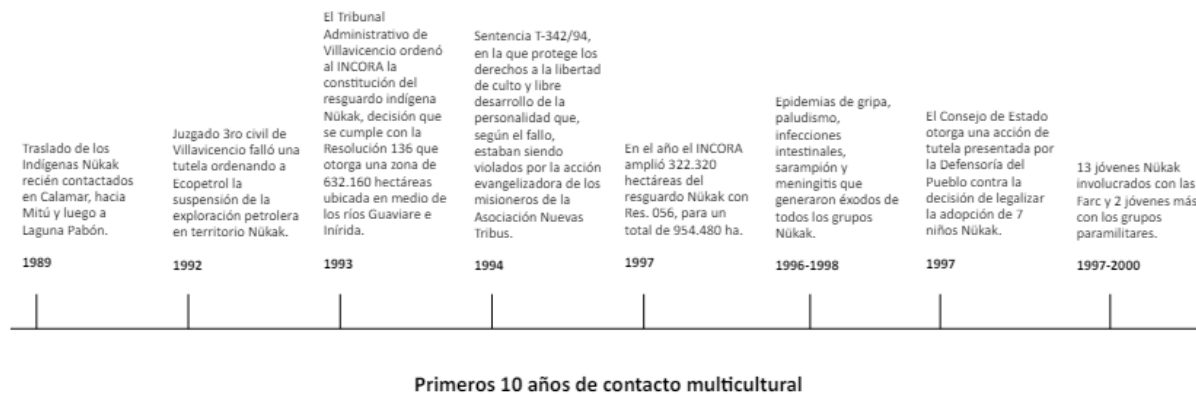 Traslado de los
Indígenas Nükak
recién contactados
en Calamar, hacia
Mitú y luego a
Laguna Pabón.
1989
Juzgado 3ro civil de
Villavicencio falló una
tutela ordenando a
Ecopetrol la
suspensión de la
exploración petrolera
en territorio Nükak.
1992
El Tribunal
Administrativo de
Villavicencio ordenó
al INCORA la
constitución del
resguardo indígena
Nükak, decisión que
se cumple con la
Resolución 136 que
otorga una zona de
632.160 hectáreas
ubicada en medio de
los ríos Guaviare e
Inírida.
1993
Sentencia T-342/94,
en la que protege los
derechos a la libertad
de culto y libre
desarrollo de la
personalidad que,
según el fallo,
estaban siendo
violados por la acción
evangelizadora de los
misioneros de la
Asociación Nuevas
Tribus.
1994
En el año el INCORA
amplió 322.320
hectáreas del
resguardo Nükak con
Res. 056, para un
total de 954.480 ha.
1997
Epidemias de gripa,
paludismo,
infecciones
intestinales,
sarampión y
meningitis que
generaron éxodos de
todos los grupos
Nükak.
1996-1998
El Consejo de Estado
otorga una acción de
tutela presentada por
la Defensoría del
Pueblo contra la
decisión de legalizar
la adopción de 7
niños Nükak.
1997
13 jóvenes Nükak
involucrados con las
Farc y 2 jóvenes más
con los grupos
paramilitares.
1997-2000
Primeros 10 años de contacto multicultural